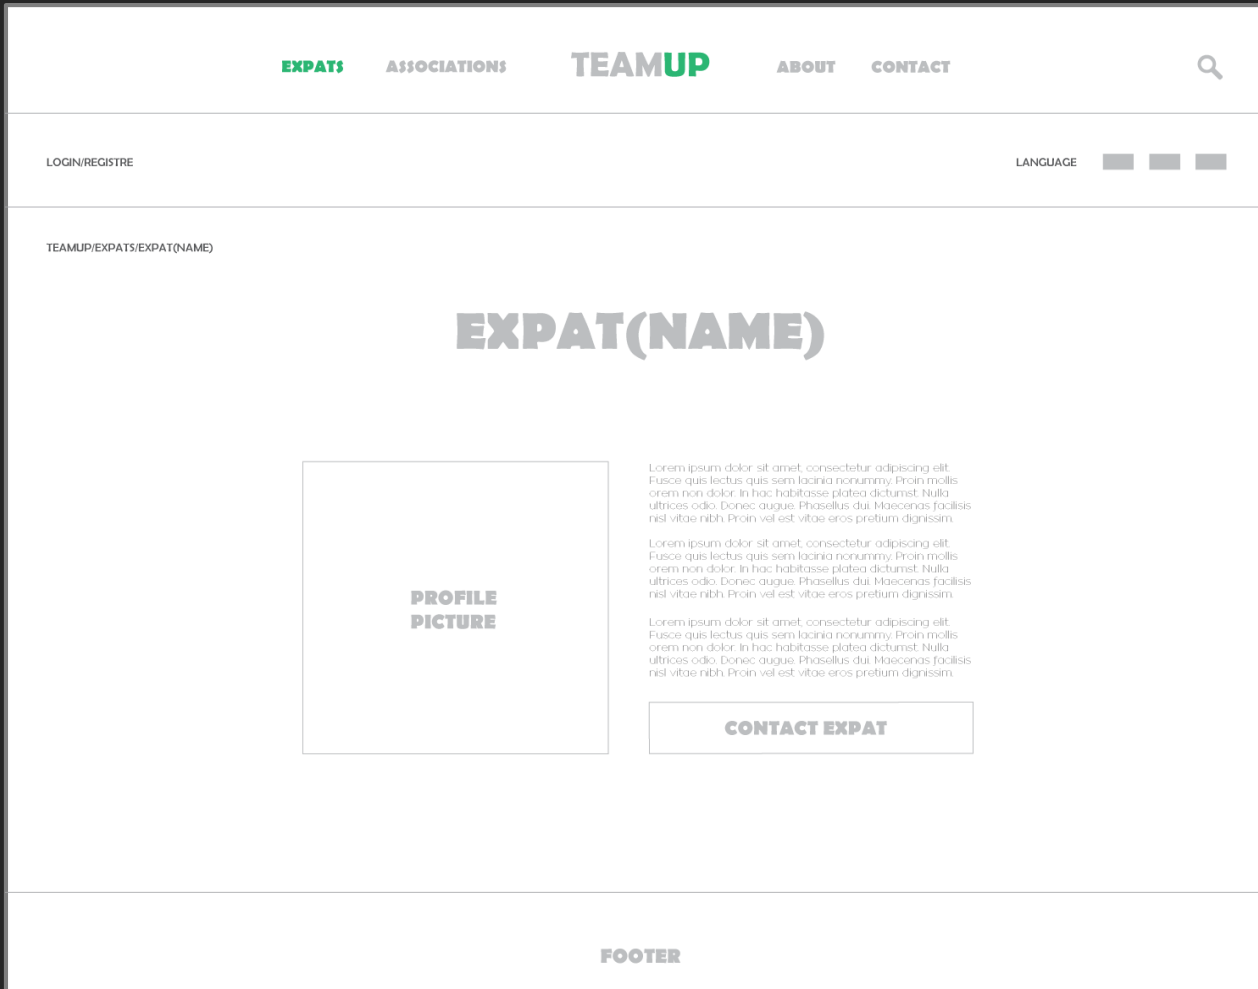 EXPATS ASSOCIATIONS TEAMUP ABOUT CONTACT
LOGIN/REGISTRE LANGUAGE
TEAMUP/EXPATS/EXPAT(NAME)
EXPAT(NAME)
PROFILE
PICTURE
Lorem ipsum dolor sit amet, consectetur adipiscing elit.
Fusce quis lectus quis sem lacinia nonummy. Proin mollis
orem non dolor. In hac habitasse platea dictumst. Nulla
ultrices odio. Donec augue. Phasellus dui. Maecenas facilisis
nisl vitae nibh. Proin vel est vitae eros pretium dignissim.
Lorem ipsum dolor sit amet, consectetur adipiscing elit.
Fusce quis lectus quis sem lacinia nonummy. Proin mollis
orem non dolor. In hac habitasse platea dictumst. Nulla
ultrices odio. Donec augue. Phasellus dui. Maecenas facilisis
nisl vitae nibh. Proin vel est vitae eros pretium dignissim.
Lorem ipsum dolor sit amet, consectetur adipiscing elit.
Fusce quis lectus quis sem lacinia nonummy. Proin mollis
orem non dolor. In hac habitasse platea dictumst. Nulla
ultrices odio. Donec augue. Phasellus dui. Maecenas facilisis
nisl vitae nibh. Proin vel est vitae eros pretium dignissim.
CONTACT EXPAT
FOOTER